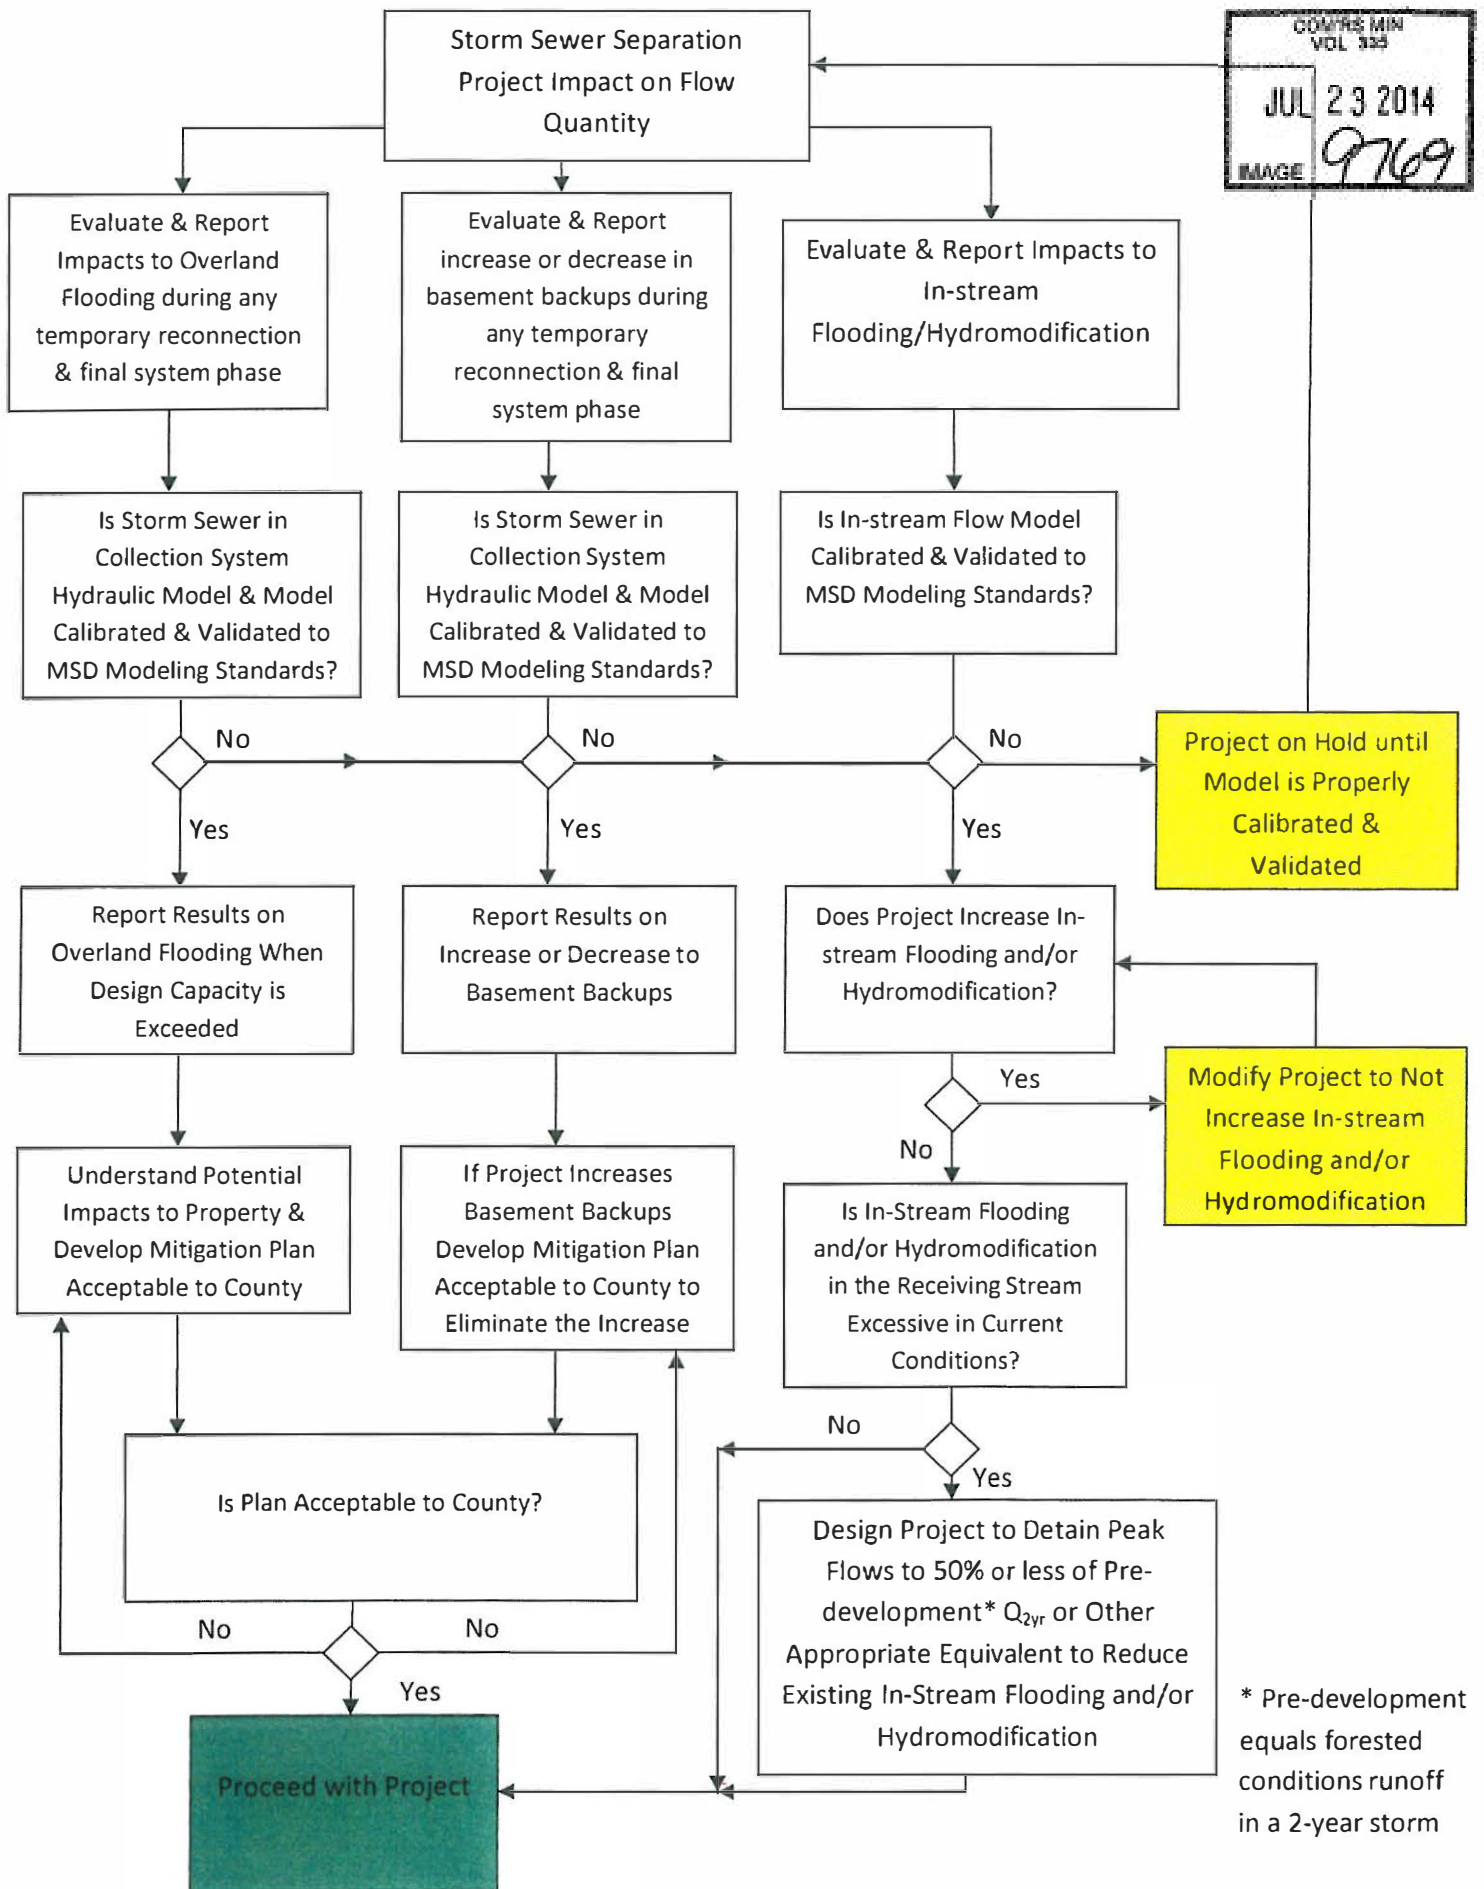 Storm Sewer Separation
Project Impact on Flow
Quantity
COM'RS MIN
VOL 335
JUL 23 2014
IMAGE 9769
Evaluate & Report
Impacts to Overland
Flooding during any
temporary reconnection
& final system phase
Evaluate & Report
increase or decrease in
basement backups during
any temporary
reconnection & final
system phase
Evaluate & Report Impacts to
In-stream
Flooding/Hydromodification
Is Storm Sewer in
Collection System
Hydraulic Model & Model
Calibrated & Validated to
MSD Modeling Standards?
Is Storm Sewer in
Collection System
Hydraulic Model & Model
Calibrated & Validated to
MSD Modeling Standards?
Is In-stream Flow Model
Calibrated & Validated to
MSD Modeling Standards?
No
No
No
Project on Hold until
Model is Properly
Calibrated &
Validated
Yes
Yes
Yes
Report Results on
Overland Flooding When
Design Capacity is
Exceeded
Report Results on
Increase or Decrease to
Basement Backups
Does Project Increase In-
stream Flooding and/or
Hydromodification?
Yes
No
Modify Project to Not
Increase In-stream
Flooding and/or
Hydromodification
Understand Potential
Impacts to Property &
Develop Mitigation Plan
Acceptable to County
If Project Increases
Basement Backups
Develop Mitigation Plan
Acceptable to County to
Eliminate the Increase
Is In-Stream Flooding
and/or Hydromodification
in the Receiving Stream
Excessive in Current
Conditions?
No
Yes
Is Plan Acceptable to County?
No
No
Yes
Design Project to Detain Peak
Flows to 50% or less of Pre-
development* Q2yr or Other
Appropriate Equivalent to Reduce
Existing In-Stream Flooding and/or
Hydromodification
Proceed with Project
* Pre-development
equals forested
conditions runoff
in a 2-year storm